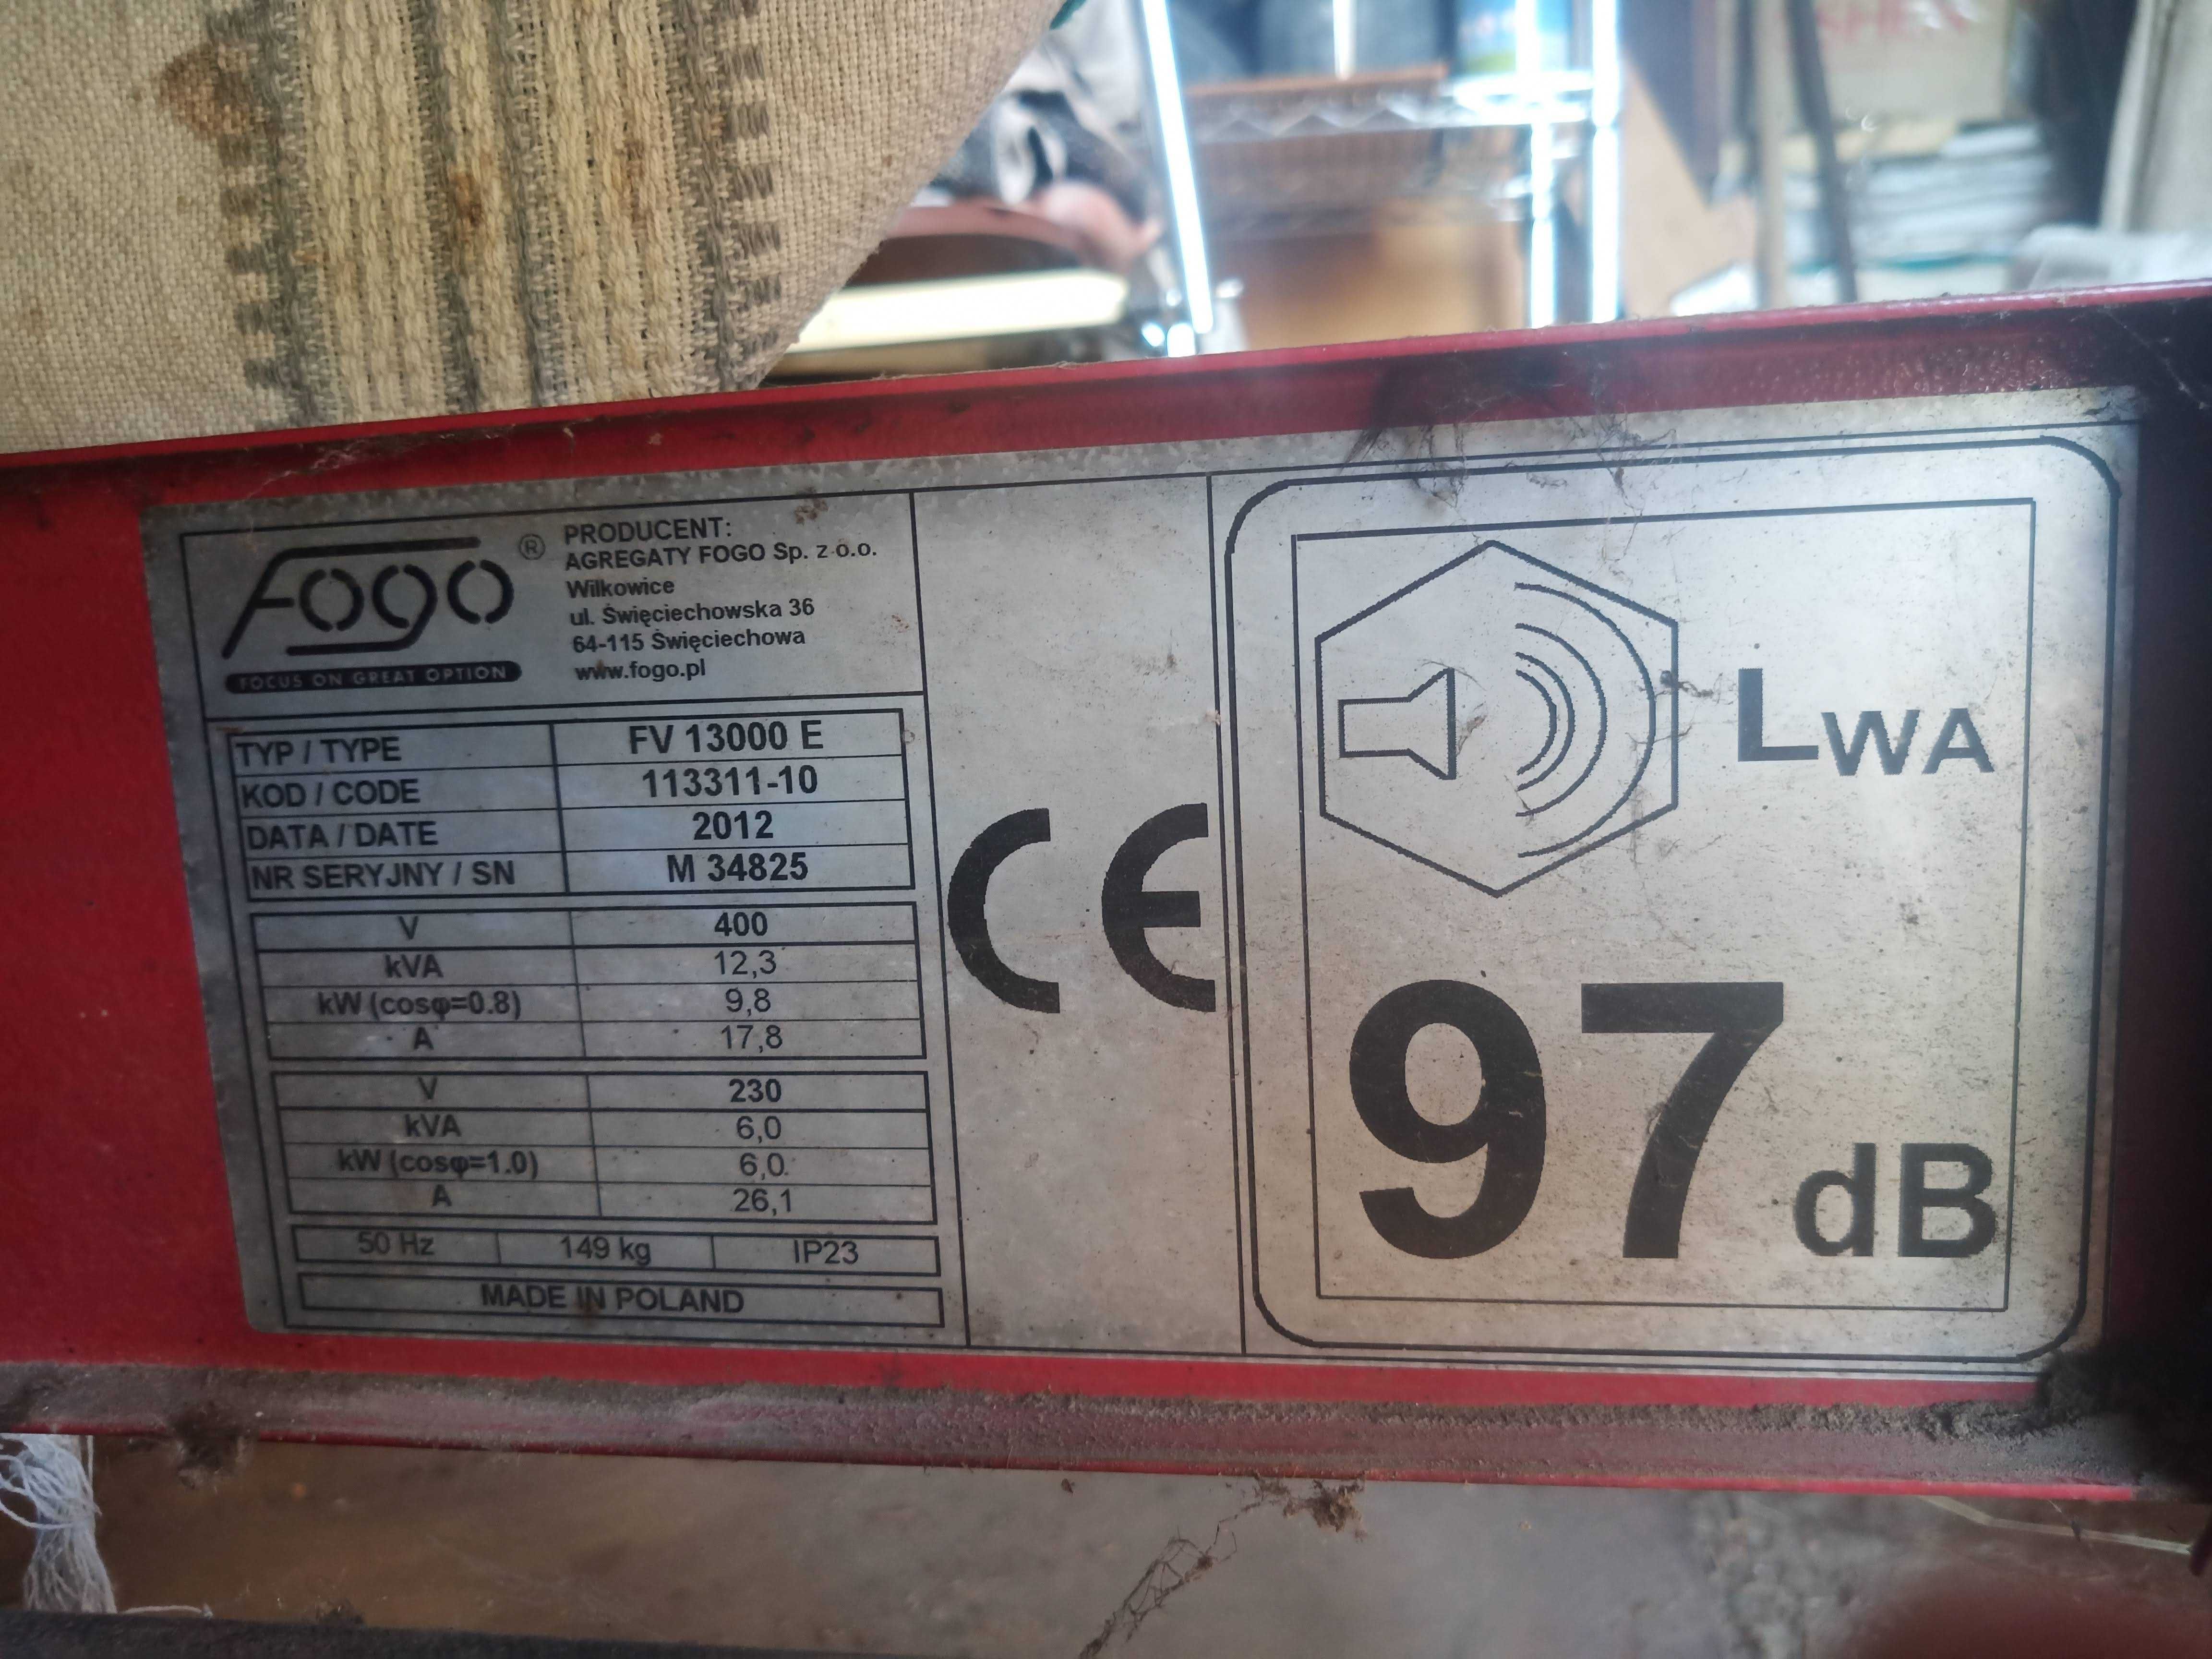 Fogo ®
FOCUS ON GREAT OPTION
PRODUCENT:
AGREGATY FOGO Sp. z o.o.
Wilkowice
ul. Święciechowska 36
64-115 Święciechowa
www.fogo.pl
TYP / TYPE FV 13000 E
KOD / CODE 113311-10
DATA / DATE 2012
NR SERYJNY / SN M 34825
V 400
kVA 12,3
kW (cosφ=0.8) 9,8
A 17,8
V 230
kVA 6,0
kW (cosφ=1.0) 6,0
A 26,1
50 Hz 149 kg IP23
MADE IN POLAND
CE
LWA
97 dB